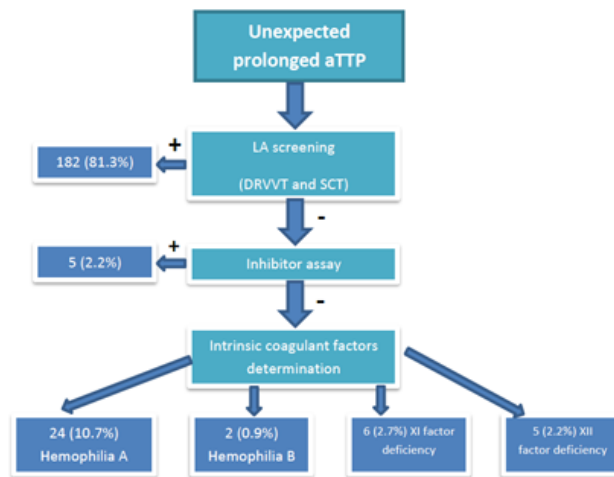 Unexpected
prolonged aTTP
+
182 (81.3%)
LA screening
(DRVVT and SCT)
-
+
5 (2.2%)
Inhibitor assay
-
Intrinsic coagulant factors
determination
24 (10.7%)
Hemophilia A
2 (0.9%)
Hemophilia B
6 (2.7%) XI factor
deficiency
5 (2.2%) XII
factor deficiency